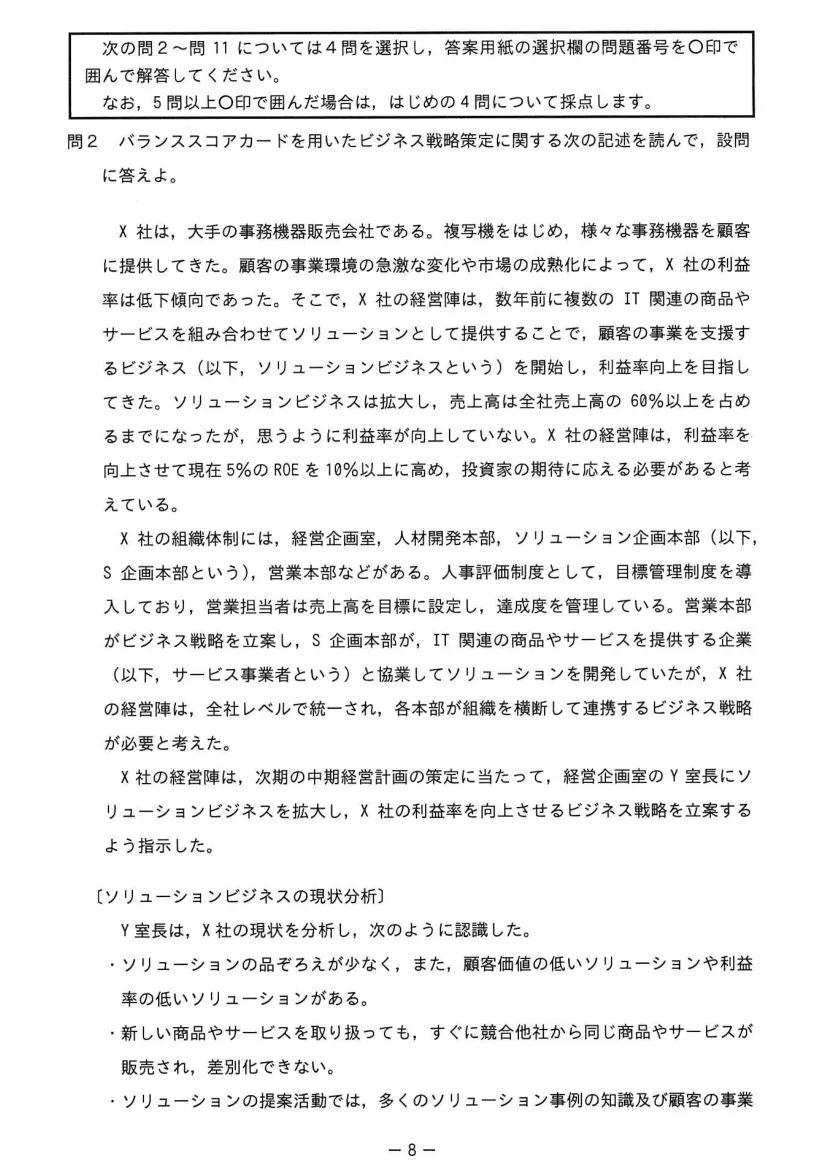 次の問２～問 11 については４問を選択し，答案用紙の選択欄の問題番号を○印で
囲んで解答してください。
なお，５問以上○印で囲んだ場合は，はじめの４問について採点します。
問２　バランススコアカードを用いたビジネス戦略策定に関する次の記述を読んで，設問
に答えよ。
X 社は，大手の事務機器販売会社である。複写機をはじめ，様々な事務機器を顧客
に提供してきた。顧客の事業環境の急激な変化や市場の成熟化によって，X 社の利益
率は低下傾向であった。そこで，X 社の経営陣は，数年前に複数の IT 関連の商品や
サービスを組み合わせてソリューションとして提供することで，顧客の事業を支援す
るビジネス（以下，ソリューションビジネスという）を開始し，利益率向上を目指し
てきた。ソリューションビジネスは拡大し，売上高は全社売上高の 60％以上を占め
るまでになったが，思うように利益率が向上していない。X 社の経営陣は，利益率を
向上させて現在 5％の ROE を 10％以上に高め，投資家の期待に応える必要があると考
えている。
X 社の組織体制には，経営企画室，人材開発本部，ソリューション企画本部（以下，
S 企画本部という），営業本部などがある。人事評価制度として，目標管理制度を導
入しており，営業担当者は売上高を目標に設定し，達成度を管理している。営業本部
がビジネス戦略を立案し，S 企画本部が，IT 関連の商品やサービスを提供する企業
（以下，サービス事業者という）と協業してソリューションを開発していたが，X 社
の経営陣は，全社レベルで統一され，各本部が組織を横断して連携するビジネス戦略
が必要と考えた。
X 社の経営陣は，次期の中期経営計画の策定に当たって，経営企画室の Y 室長にソ
リューションビジネスを拡大し，X 社の利益率を向上させるビジネス戦略を立案する
よう指示した。
〔ソリューションビジネスの現状分析〕
Y 室長は，X 社の現状を分析し，次のように認識した。
・ソリューションの品ぞろえが少なく，また，顧客価値の低いソリューションや利益
率の低いソリューションがある。
・新しい商品やサービスを取り扱っても，すぐに競合他社から同じ商品やサービスが
販売され，差別化できない。
・ソリューションの提案活動では，多くのソリューション事例の知識及び顧客の事業
－ 8 －